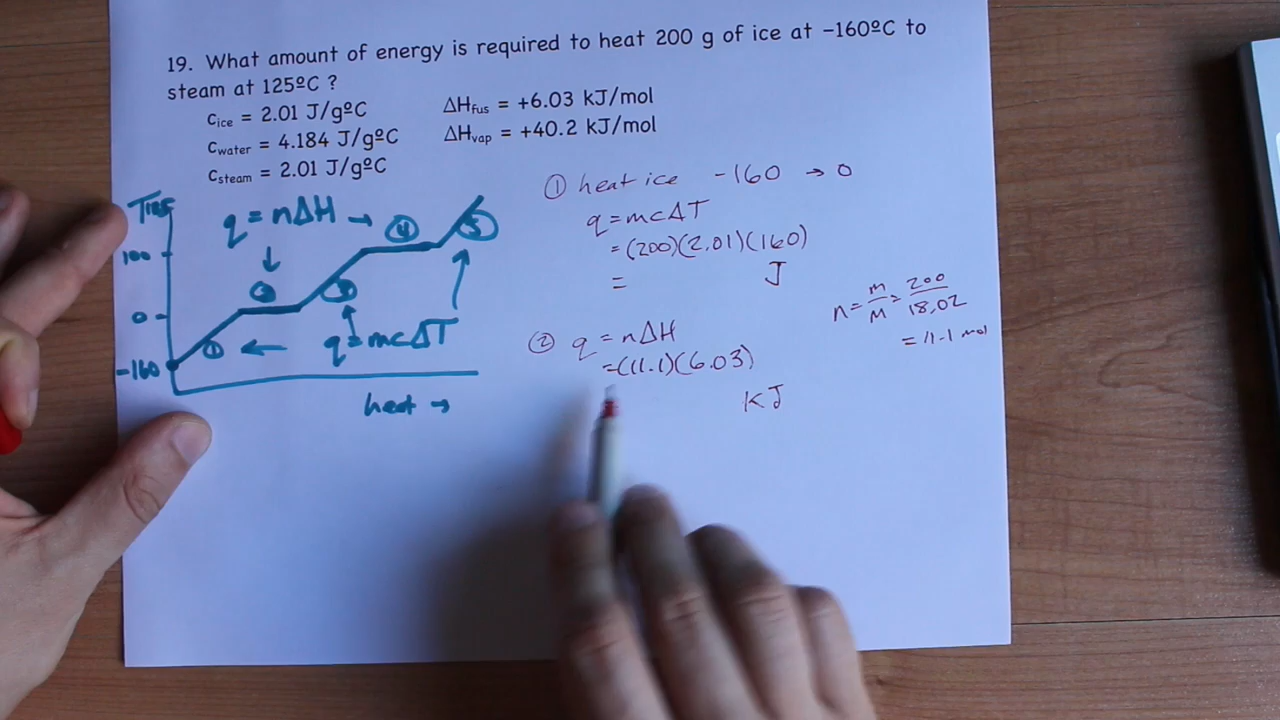 19. What amount of energy is required to heat 200 g of ice at -160ºC to
steam at 125ºC ?
cice = 2.01 J/gºC
cwater = 4.184 J/gºC
csteam = 2.01 J/gºC
ΔHfus = +6.03 kJ/mol
ΔHvap = +40.2 kJ/mol
q = nΔH →
④
⑤
100
②
0
③
-160
①
q = mcΔT
heat →
① heat ice -160 → 0
q = mcΔT
= (200)(2.01)(160)
= J
② q = nΔH
= (11.1)(6.03)
kJ
n = m/M = 200/18.02
= 11.1 mol